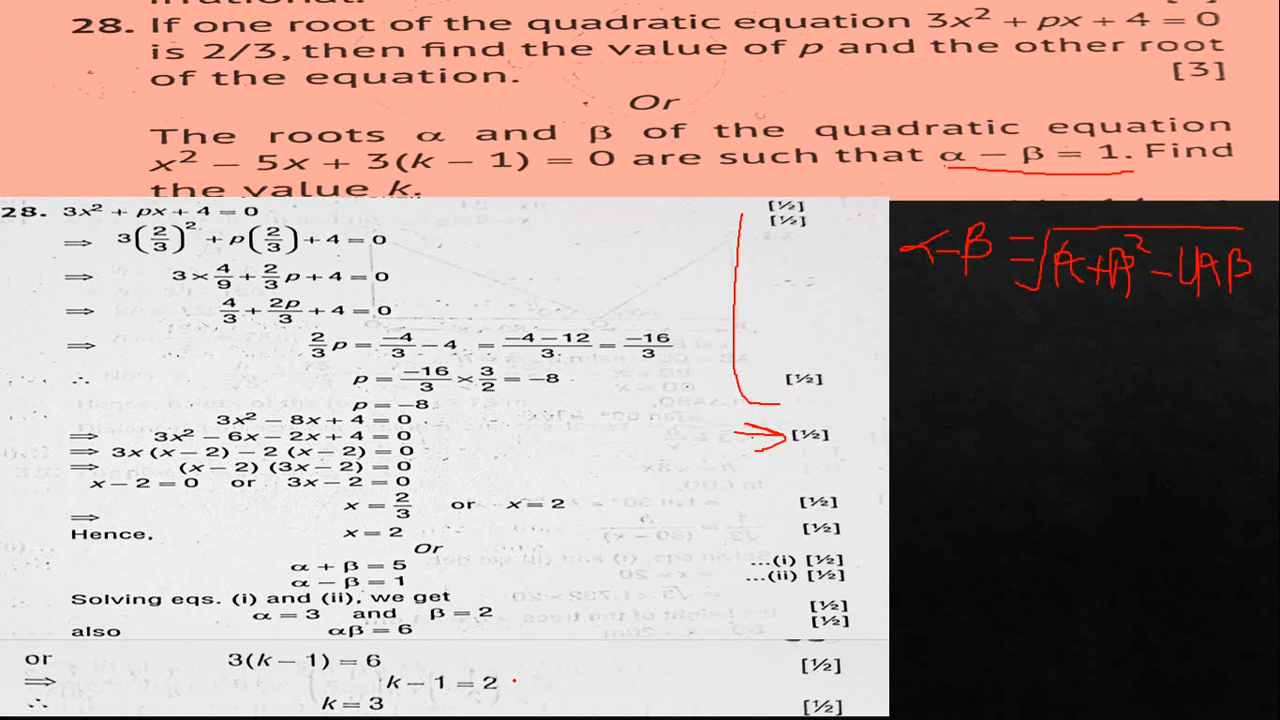 28. If one root of the quadratic equation 3x² + px + 4 = 0
is 2/3, then find the value of p and the other root
of the equation. [3]
Or
The roots α and β of the quadratic equation
x² − 5x + 3(k − 1) = 0 are such that α − β = 1. Find
the value k.
28. 3x² + px + 4 = 0 [½]
⇒ 3(2/3)² + p(2/3) + 4 = 0 [½]
⇒ 3 × 4/9 + 2/3 p + 4 = 0
⇒ 4/3 + 2p/3 + 4 = 0
⇒ 2/3 p = −4/3 − 4 = −4 − 12/3 = −16/3
∴ p = −16/3 × 3/2 = −8 [½]
p = −8
3x² − 8x + 4 = 0
⇒ 3x² − 6x − 2x + 4 = 0 [½]
⇒ 3x (x − 2) − 2 (x − 2) = 0
⇒ (x − 2) (3x − 2) = 0
x − 2 = 0 or 3x − 2 = 0
⇒ x = 2/3 or x = 2 [½]
Hence, x = 2 [½]
Or
α + β = 5 ...(i) [½]
α − β = 1 ...(ii) [½]
Solving eqs. (i) and (ii), we get
α = 3 and β = 2 [½]
also αβ = 6 [½]
or 3(k − 1) = 6 [½]
⇒ k − 1 = 2
∴ k = 3 [½]
α − β = √(α + β)² − 4αβ